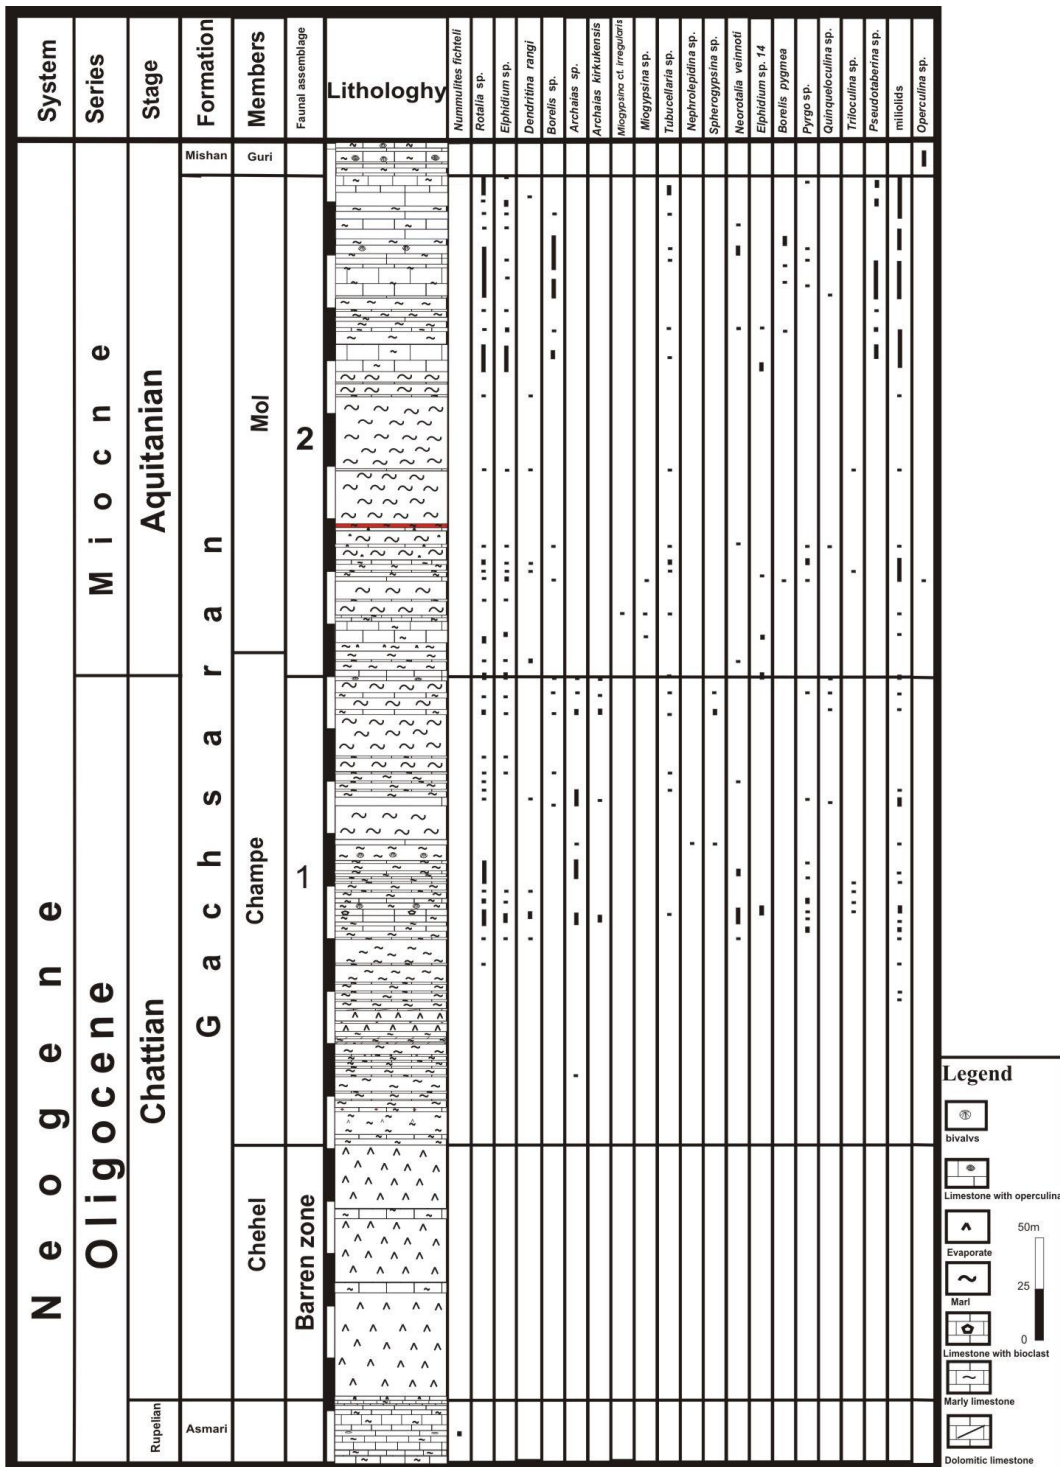 System
Series
Stage
Formation
Members
Faunal assemblage
Lithologhy
Nummulites fichteli
Rotalia sp.
Elphidium sp.
Dendritina rangi
Borelis sp.
Archaias sp.
Archaias kirkukensis
Miogypsina cf. irregularis
Miogypsina sp.
Tubucellaria sp.
Nephrolepidina sp.
Spherogypsina sp.
Neorotalia veinnoti
Elphidium sp. 14
Borelis pygmea
Pyrgo sp.
Quinqueloculina sp.
Triloculina sp.
Pseudotaberina sp.
miliolids
Operculina sp.
Neogene
Miocne
Oligocene
Aquitanian
Chattian
Rupelian
Mishan
Gachsaran
Asmari
Guri
Mol
Champe
Chehel
2
1
Barren zone
Legend
bivalvs
Limestone with operculina
Evaporate
Marl
Limestone with bioclast
Marly limestone
Dolomitic limestone
50m
25
0